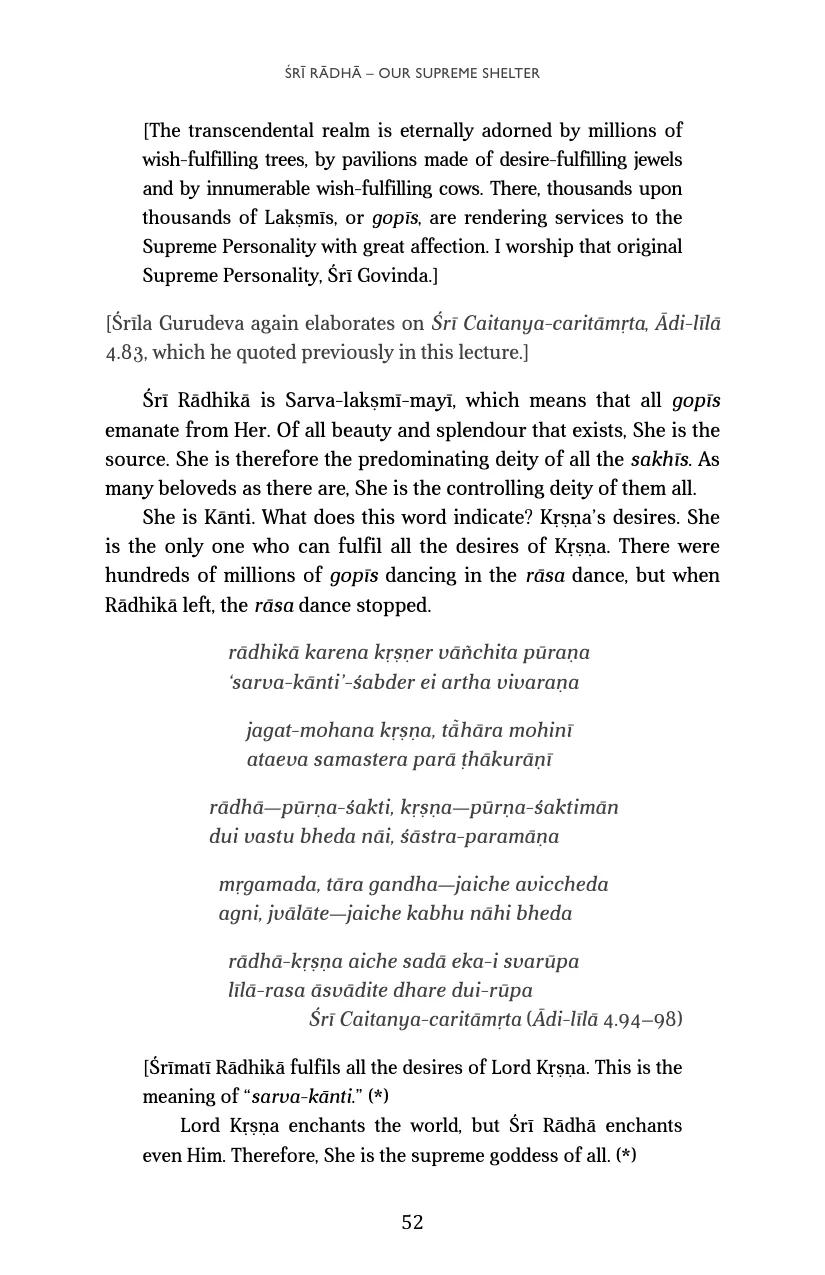 ŚRĪ RĀDHĀ – OUR SUPREME SHELTER
[The transcendental realm is eternally adorned by millions of
wish-fulfilling trees, by pavilions made of desire-fulfilling jewels
and by innumerable wish-fulfilling cows. There, thousands upon
thousands of Lakṣmīs, or gopīs, are rendering services to the
Supreme Personality with great affection. I worship that original
Supreme Personality, Śrī Govinda.]
[Śrīla Gurudeva again elaborates on Śrī Caitanya-caritāmṛta, Ādi-līlā
4.83, which he quoted previously in this lecture.]
Śrī Rādhikā is Sarva-lakṣmī-mayī, which means that all gopīs
emanate from Her. Of all beauty and splendour that exists, She is the
source. She is therefore the predominating deity of all the sakhīs. As
many beloveds as there are, She is the controlling deity of them all.
She is Kānti. What does this word indicate? Kṛṣṇa’s desires. She
is the only one who can fulfil all the desires of Kṛṣṇa. There were
hundreds of millions of gopīs dancing in the rāsa dance, but when
Rādhikā left, the rāsa dance stopped.
rādhikā karena kṛṣṇer vāñchita pūraṇa
‘sarva-kānti’-śabder ei artha vivaraṇa
jagat-mohana kṛṣṇa, tā̐hāra mohinī
ataeva samastera parā ṭhākurāṇī
rādhā—pūrṇa-śakti, kṛṣṇa—pūrṇa-śaktimān
dui vastu bheda nāi, śāstra-paramāṇa
mṛgamada, tāra gandha—jaiche aviccheda
agni, jvālāte—jaiche kabhu nāhi bheda
rādhā-kṛṣṇa aiche sadā eka-i svarūpa
līlā-rasa āsvādite dhare dui-rūpa
Śrī Caitanya-caritāmṛta (Ādi-līlā 4.94–98)
[Śrīmatī Rādhikā fulfils all the desires of Lord Kṛṣṇa. This is the
meaning of “sarva-kānti.” (*)
Lord Kṛṣṇa enchants the world, but Śrī Rādhā enchants
even Him. Therefore, She is the supreme goddess of all. (*)
52